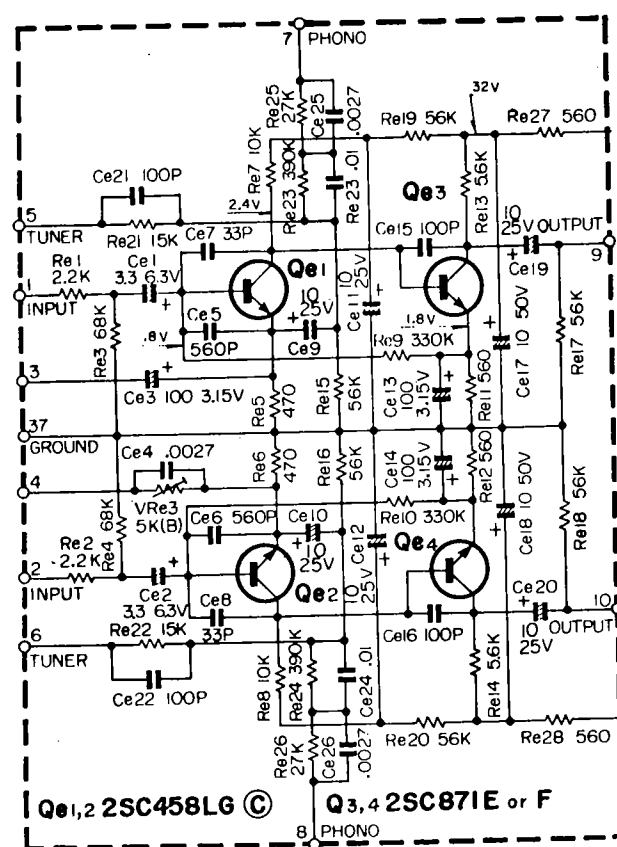 7
PHONO
32V
Re25
27K
Ce25
.0027
Re19 56K
Re27 560
Re7 10K
Re23 390K
Re23 .01
Ce21 100P
2.4V
Qe3
Re13 5.6K
5
TUNER
Re21 15K
Ce7 33P
Ce15 100P
10
25V
OUTPUT
9
Ce19
Re1
2.2K
Ce1
3.3 6.3V
Qe1
1
INPUT
10
25V
Ce11
10
25V
1.8V
Ce5
560P
.8V
Ce9
Re9 330K
Re3 68K
Ce17 10 50V
Re17 56K
3
Ce3 100 3.15V
Re5
470
Re15
56K
Ce13
100
3.15V
Re11 560
37
GROUND
Ce4 .0027
Re6
470
Re16
56K
Ce14
100
3.15V
Re12 560
4
VRe3
5K(B)
Re4 68K
Ce6 560P
Ce10
10
25V
Re10 330K
Ce12
10
25V
Ce18 10 50V
Re18 56K
Re2
2.2K
Qe4
2
INPUT
Ce2
3.3 6.3V
Qe2
Ce8
33P
Ce16 100P
Ce20
10
25V
10
OUTPUT
6
TUNER
Re22 15K
Ce22 100P
Re8 10K
Re24 390K
Ce24 .01
Re14 5.6K
Re26
27K
Ce26
.0027
Re20 56K
Re28 560
Qe1,2 2SC458LG Ⓒ
Q3,4 2SC871E or F
8
PHONO